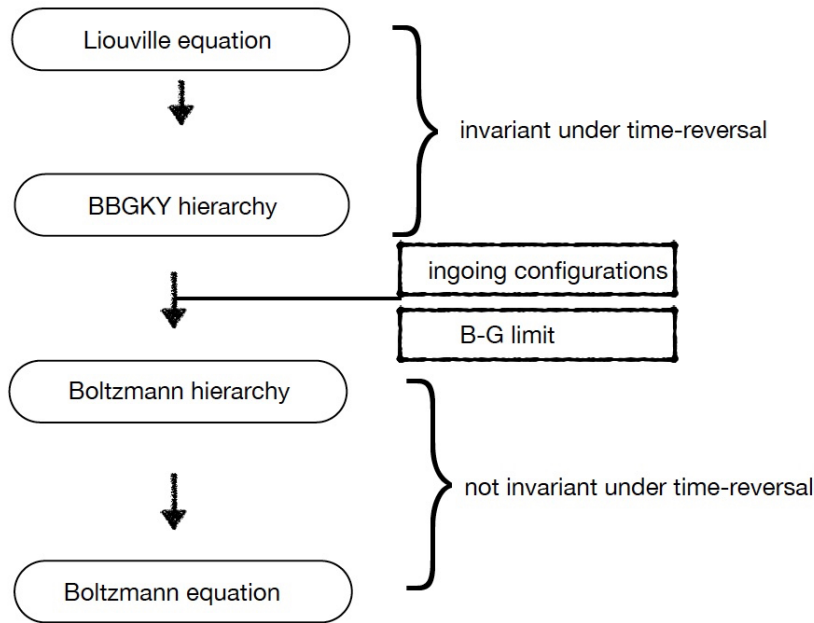 Liouville equation
invariant under time-reversal
BBGKY hierarchy
ingoing configurations
B-G limit
Boltzmann hierarchy
not invariant under time-reversal
Boltzmann equation